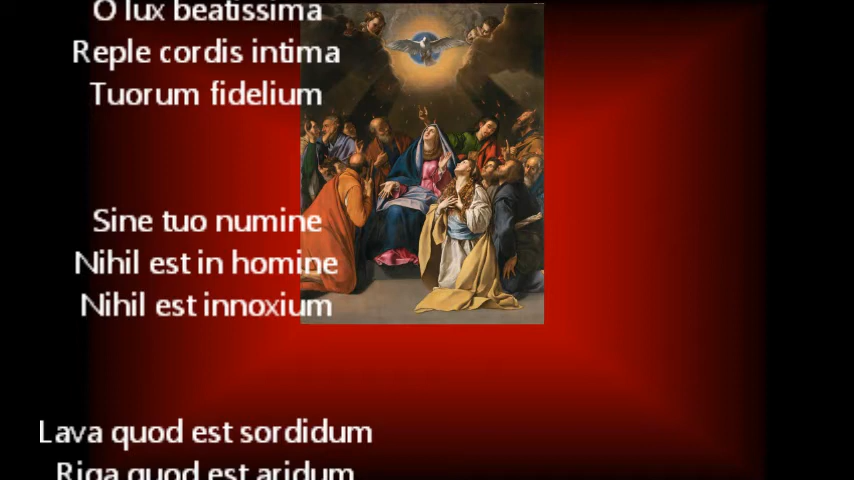 O lux beatissima
Reple cordis intima
Tuorum fidelium
Sine tuo numine
Nihil est in homine
Nihil est innoxium
Lava quod est sordidum
Riga quod est aridum